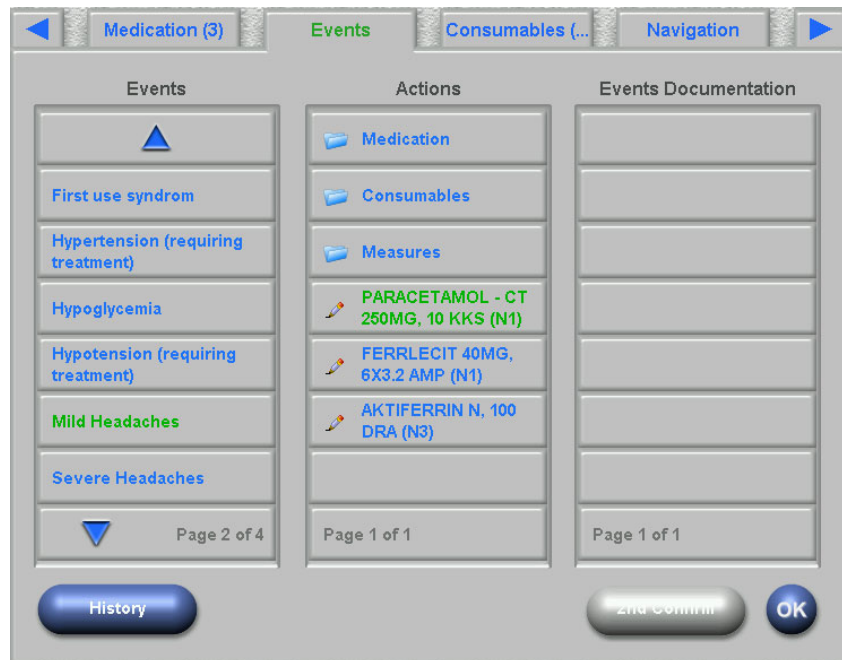 Medication (3)
Events
Consumables (...
Navigation
Events
Actions
Events Documentation
First use syndrom
Hypertension (requiring
treatment)
Hypoglycemia
Hypotension (requiring
treatment)
Mild Headaches
Severe Headaches
Page 2 of 4
Medication
Consumables
Measures
PARACETAMOL - CT
250MG, 10 KKS (N1)
FERRLECIT 40MG,
6X3.2 AMP (N1)
AKTIFERRIN N, 100
DRA (N3)
Page 1 of 1
Page 1 of 1
History
2nd Confirm
OK